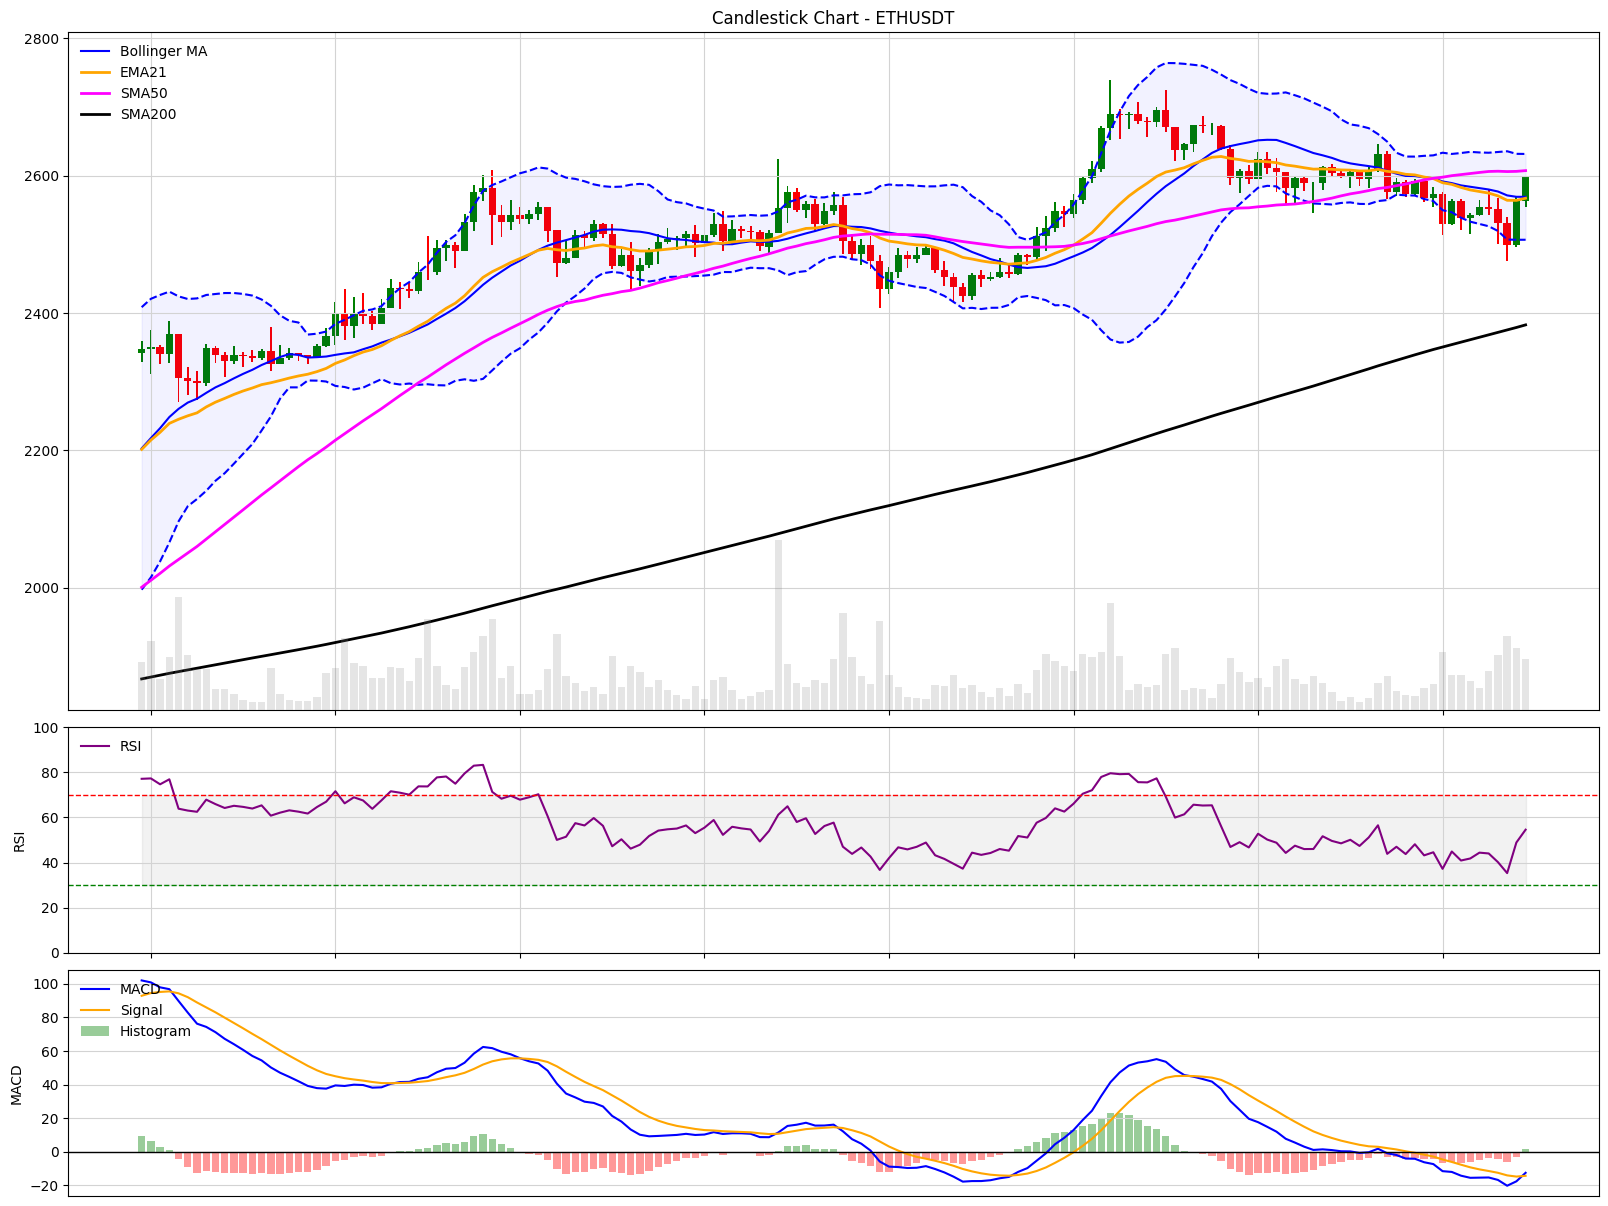 Candlestick Chart - ETHUSDT
2800
2600
2400
2200
2000
Bollinger MA
EMA21
SMA50
SMA200
100
80
60
40
20
0
RSI
RSI
100
80
60
40
20
0
−20
MACD
MACD
Signal
Histogram